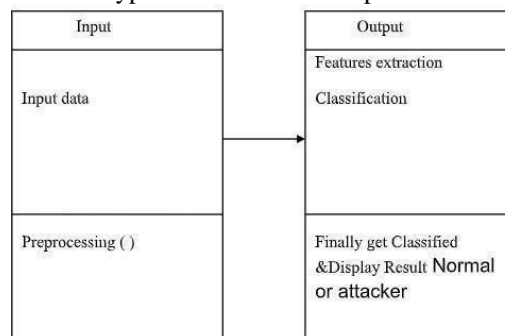 Input
Input data
Preprocessing ( )
Output
Features extraction
Classification
Finally get Classified
&Display Result Normal
or attacker